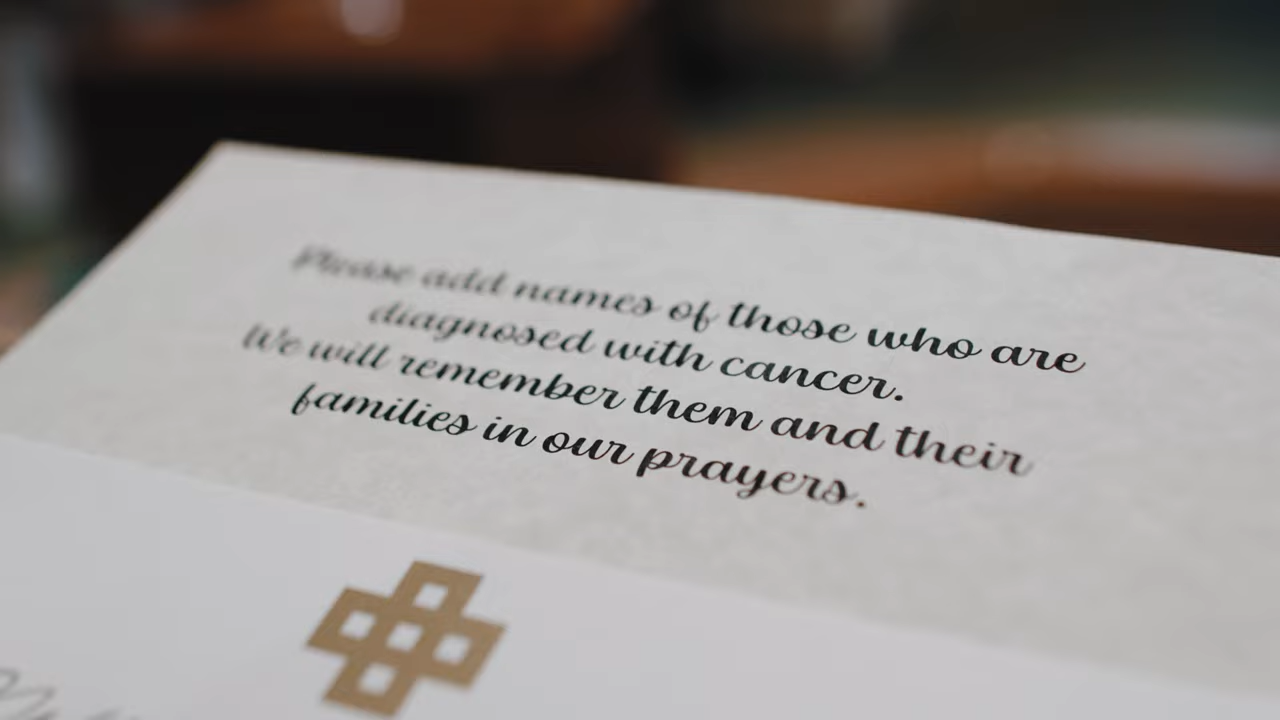 Please add names of those who are
diagnosed with cancer.
We will remember them and their
families in our prayers.